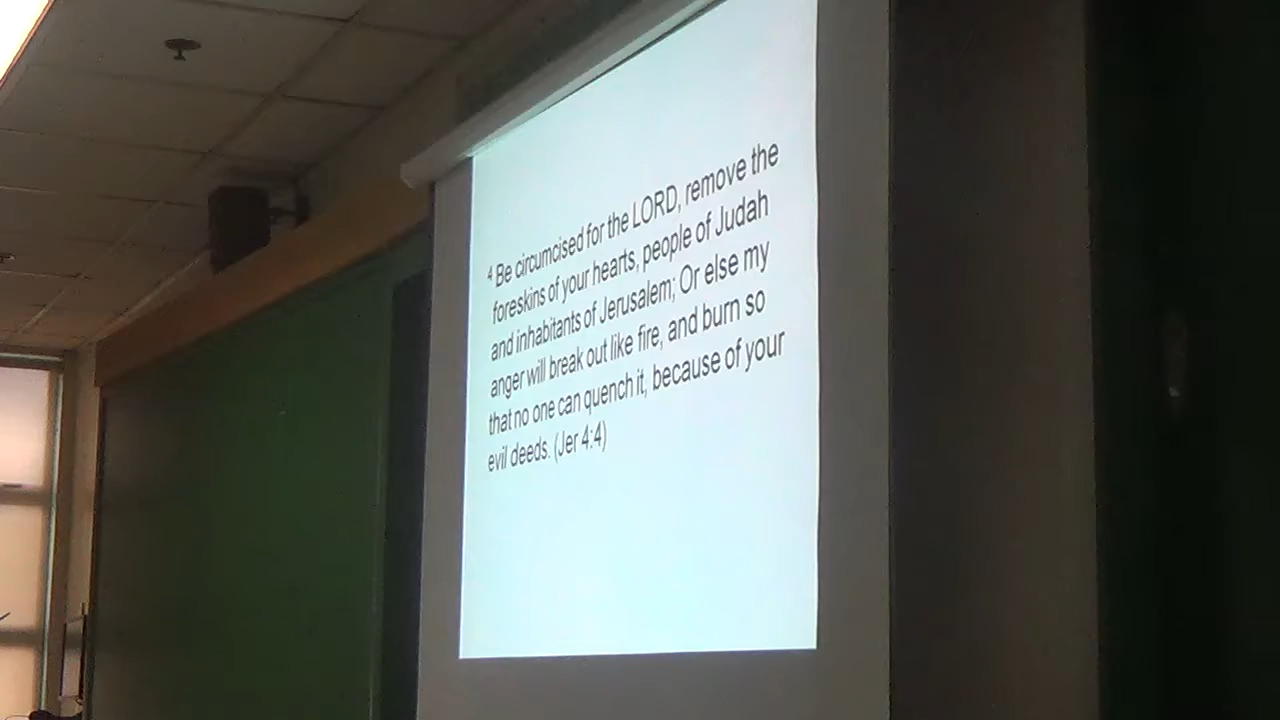 4 Be circumcised for the LORD, remove the
foreskins of your hearts, people of Judah
and inhabitants of Jerusalem; Or else my
anger will break out like fire, and burn so
that no one can quench it, because of your
evil deeds. (Jer 4:4)